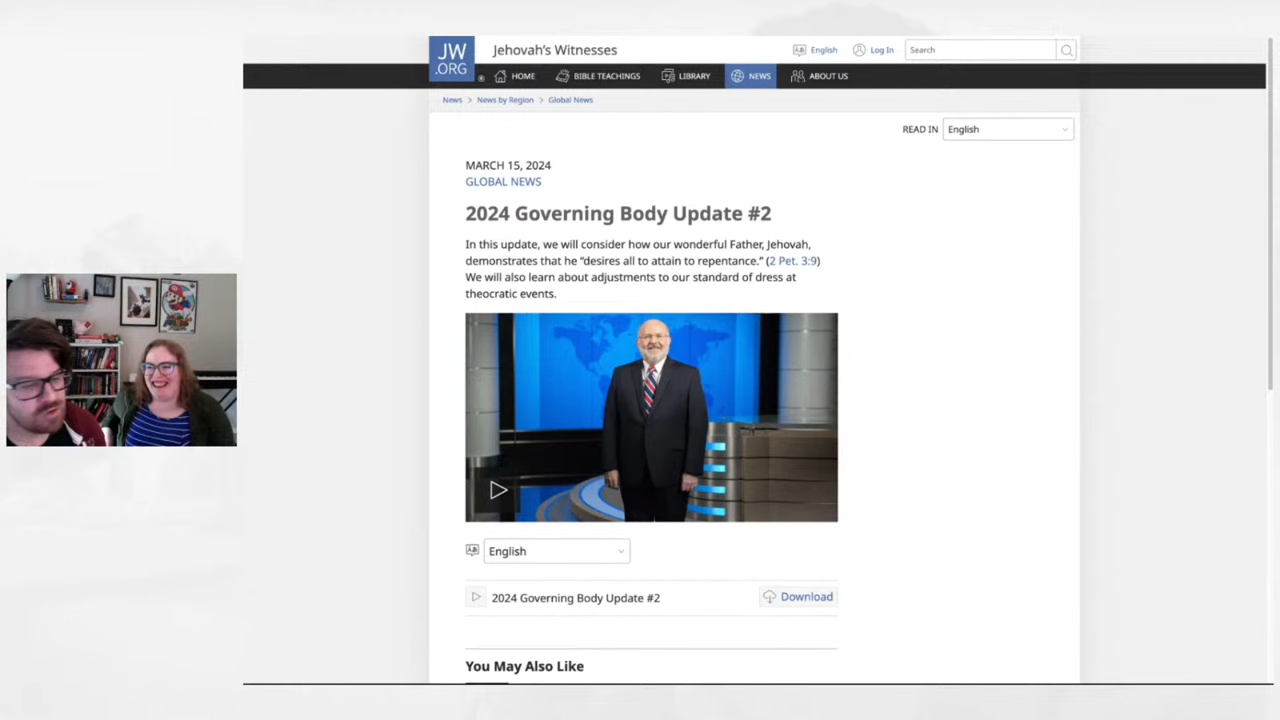 JW
.ORG
Jehovah's Witnesses
English
Log In
Search
HOME
BIBLE TEACHINGS
LIBRARY
NEWS
ABOUT US
News > News by Region > Global News
READ IN
English
MARCH 15, 2024
GLOBAL NEWS
2024 Governing Body Update #2
In this update, we will consider how our wonderful Father, Jehovah,
demonstrates that he “desires all to attain to repentance.” (2 Pet. 3:9)
We will also learn about adjustments to our standard of dress at
theocratic events.
English
2024 Governing Body Update #2
Download
You May Also Like